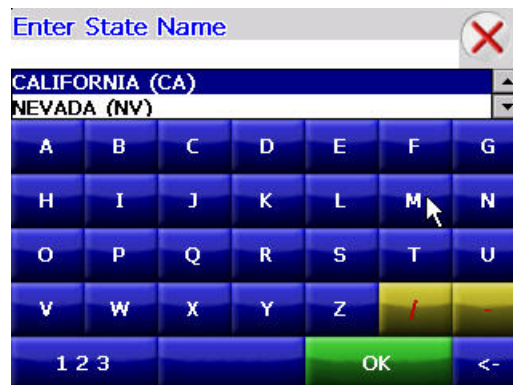 Enter State Name
CALIFORNIA (CA)
NEVADA (NV)
A B C D E F G
H I J K L M N
O P Q R S T U
V W X Y Z / -
1 2 3 OK <-